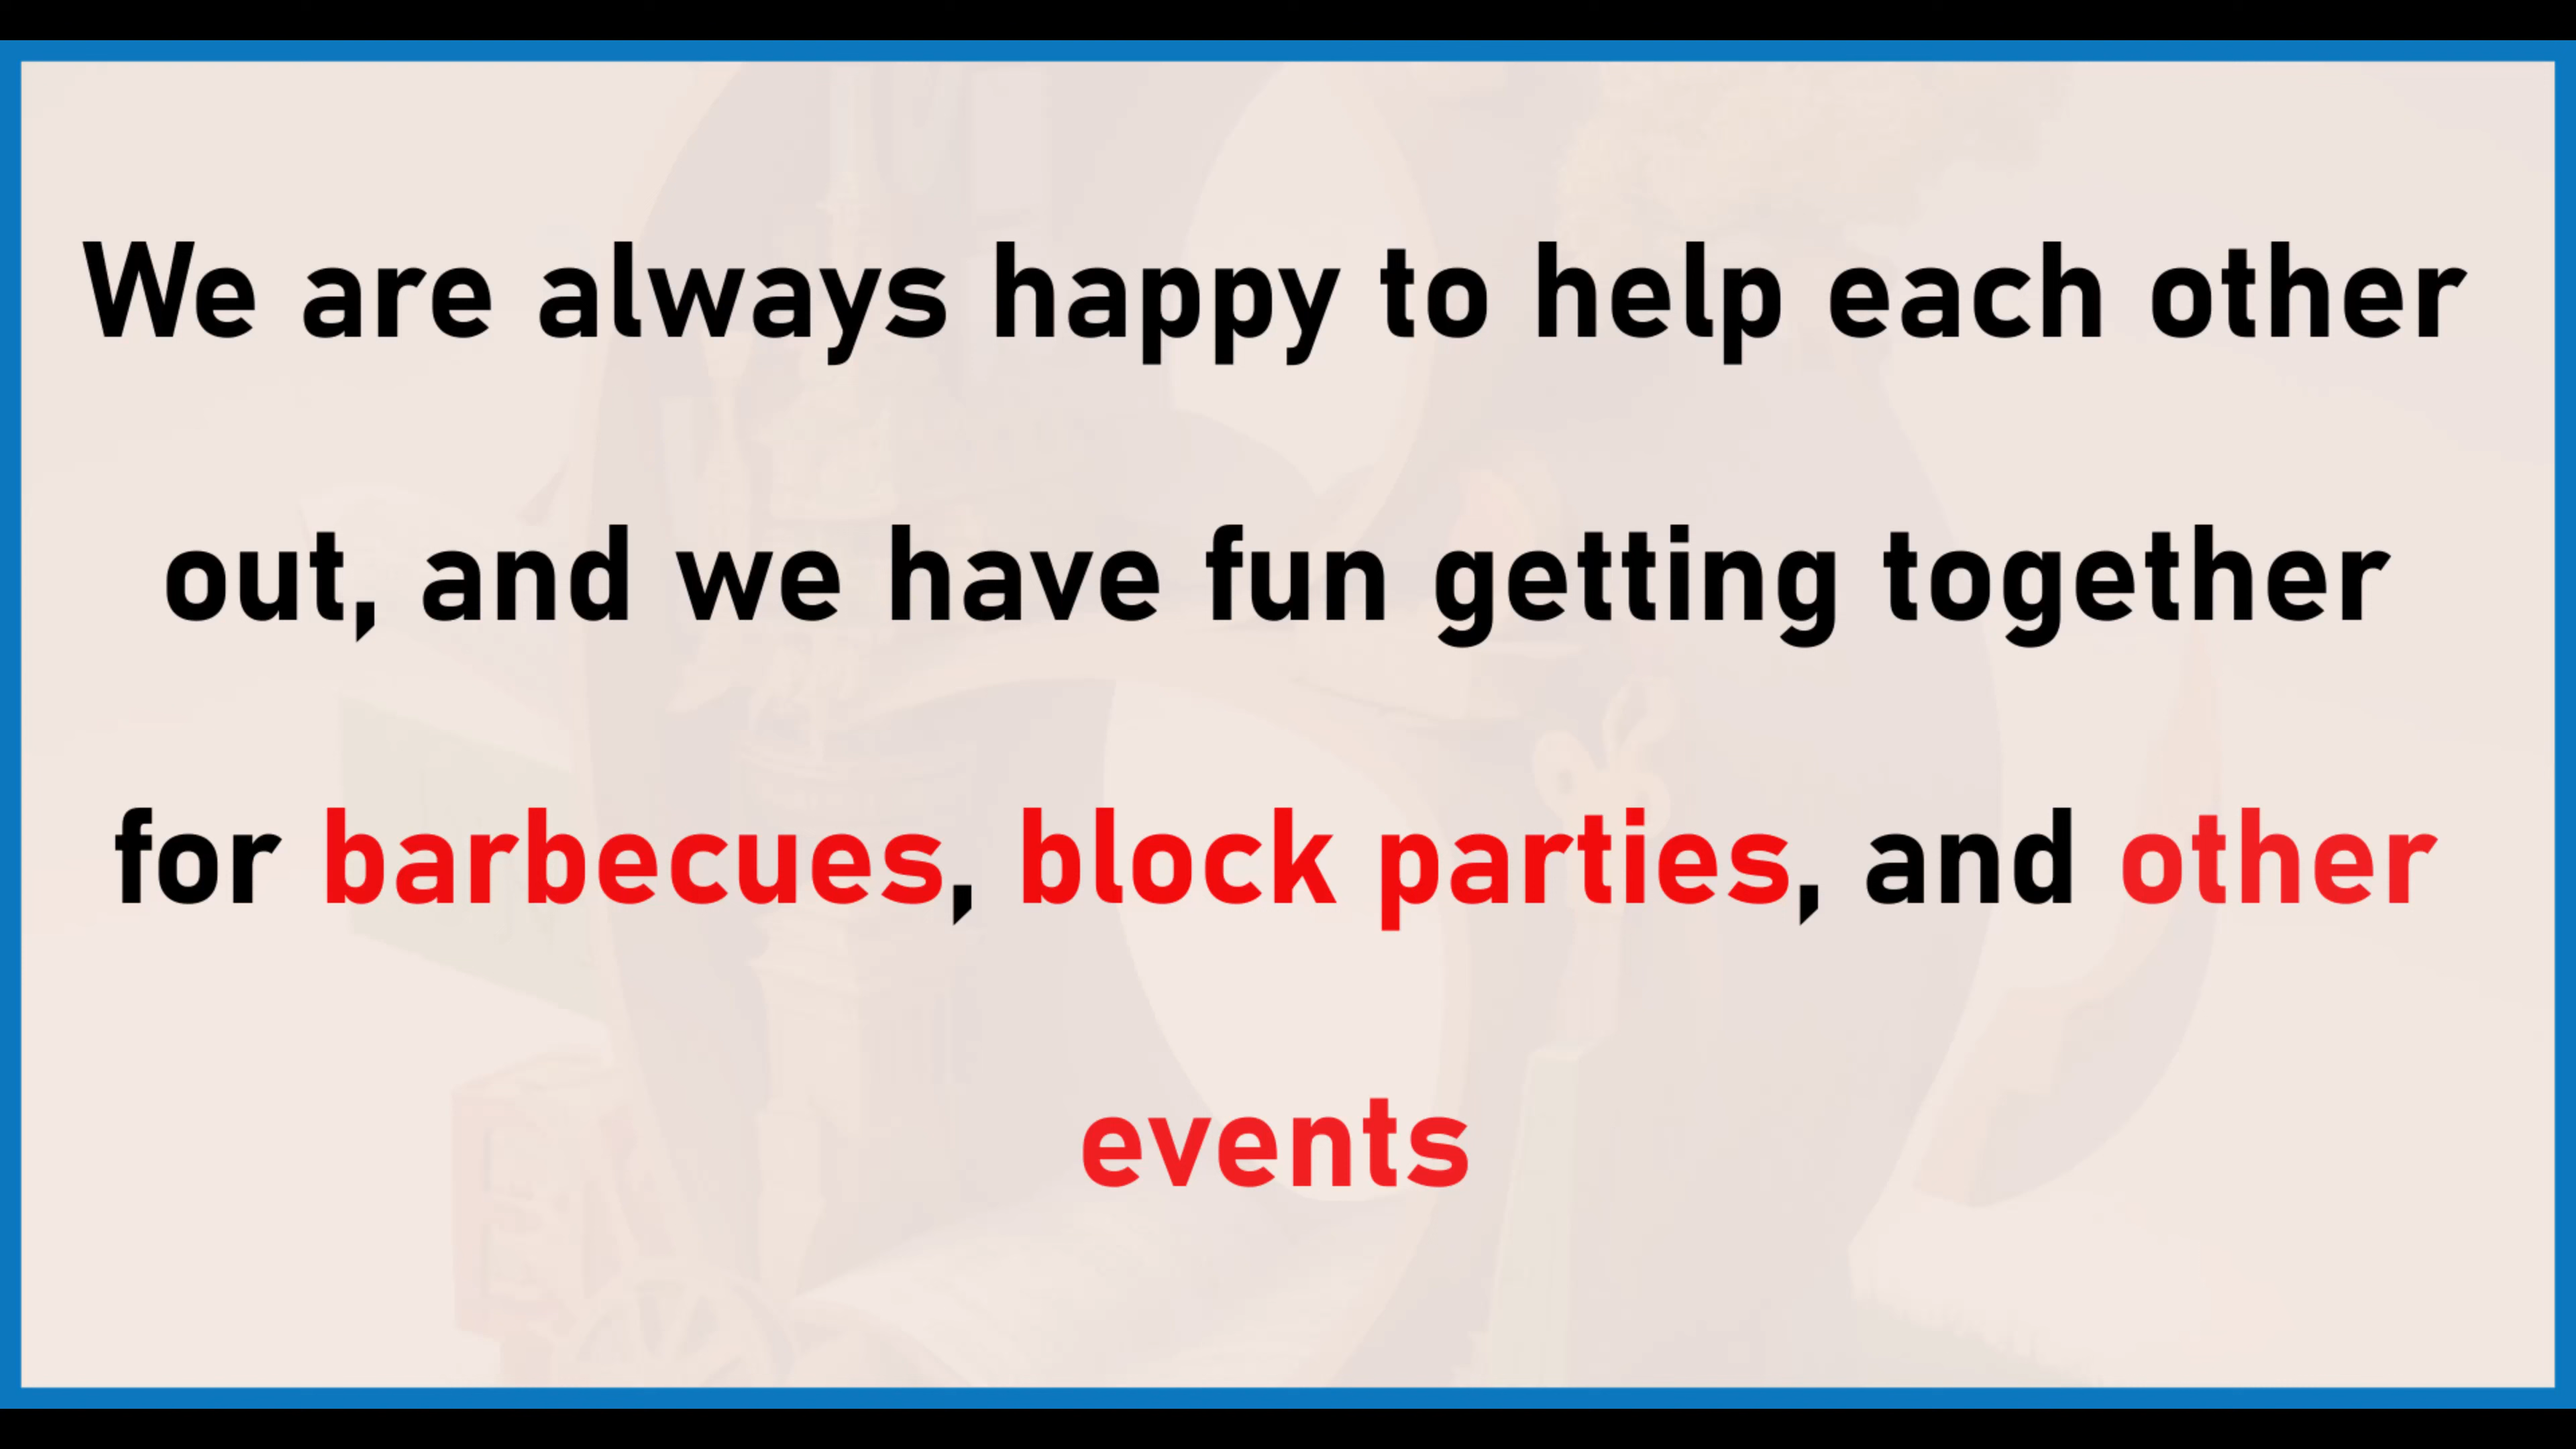 We are always happy to help each other
out, and we have fun getting together
for barbecues, block parties, and other
events